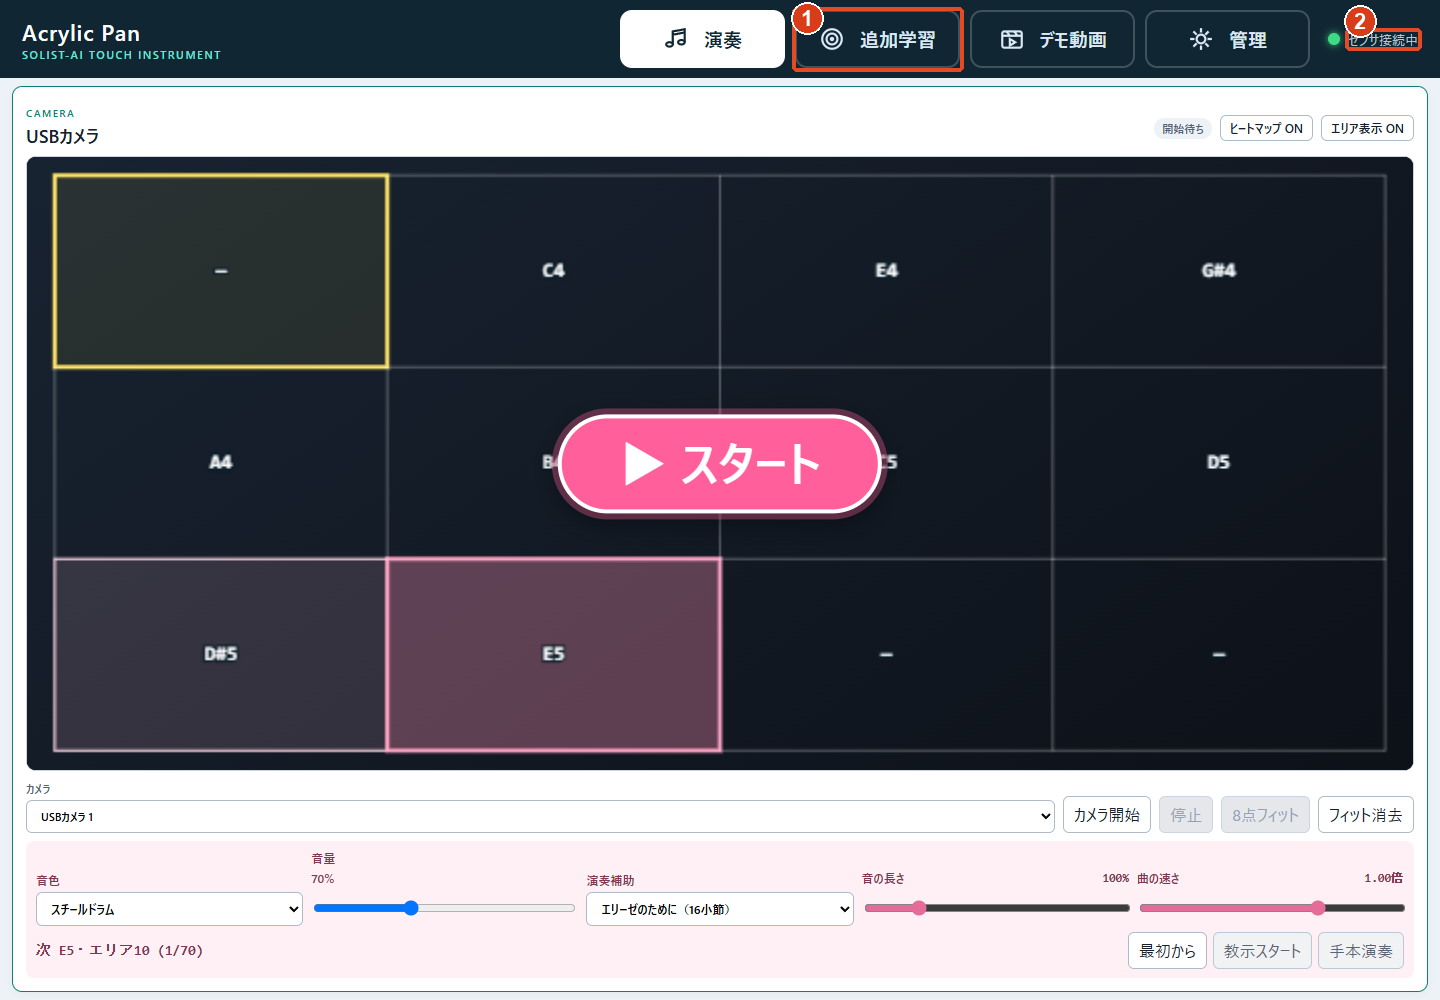 Acrylic Pan
SOLIST-AI TOUCH INSTRUMENT
演奏
1
追加学習
デモ動画
管理
2
センサ接続中
CAMERA
USBカメラ
開始待ち
ヒートマップ ON
エリア表示 ON
–
C4
E4
G#4
A4
スタート
D5
D#5
E5
–
–
カメラ
USBカメラ 1
カメラ開始
停止
8点フィット
フィット消去
音色
スチールドラム
音量
70%
演奏補助
エリーゼのために（16小節）
音の長さ
100%
曲の速さ
1.00倍
次 E5・エリア10 (1/70)
最初から
教示スタート
手本演奏